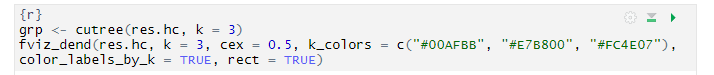 {r}
grp <- cutree(res.hc, k = 3)
fviz_dend(res.hc, k = 3, cex = 0.5, k_colors = c("#00AFBB", "#E7B800", "#FC4E07"),
color_labels_by_k = TRUE, rect = TRUE)